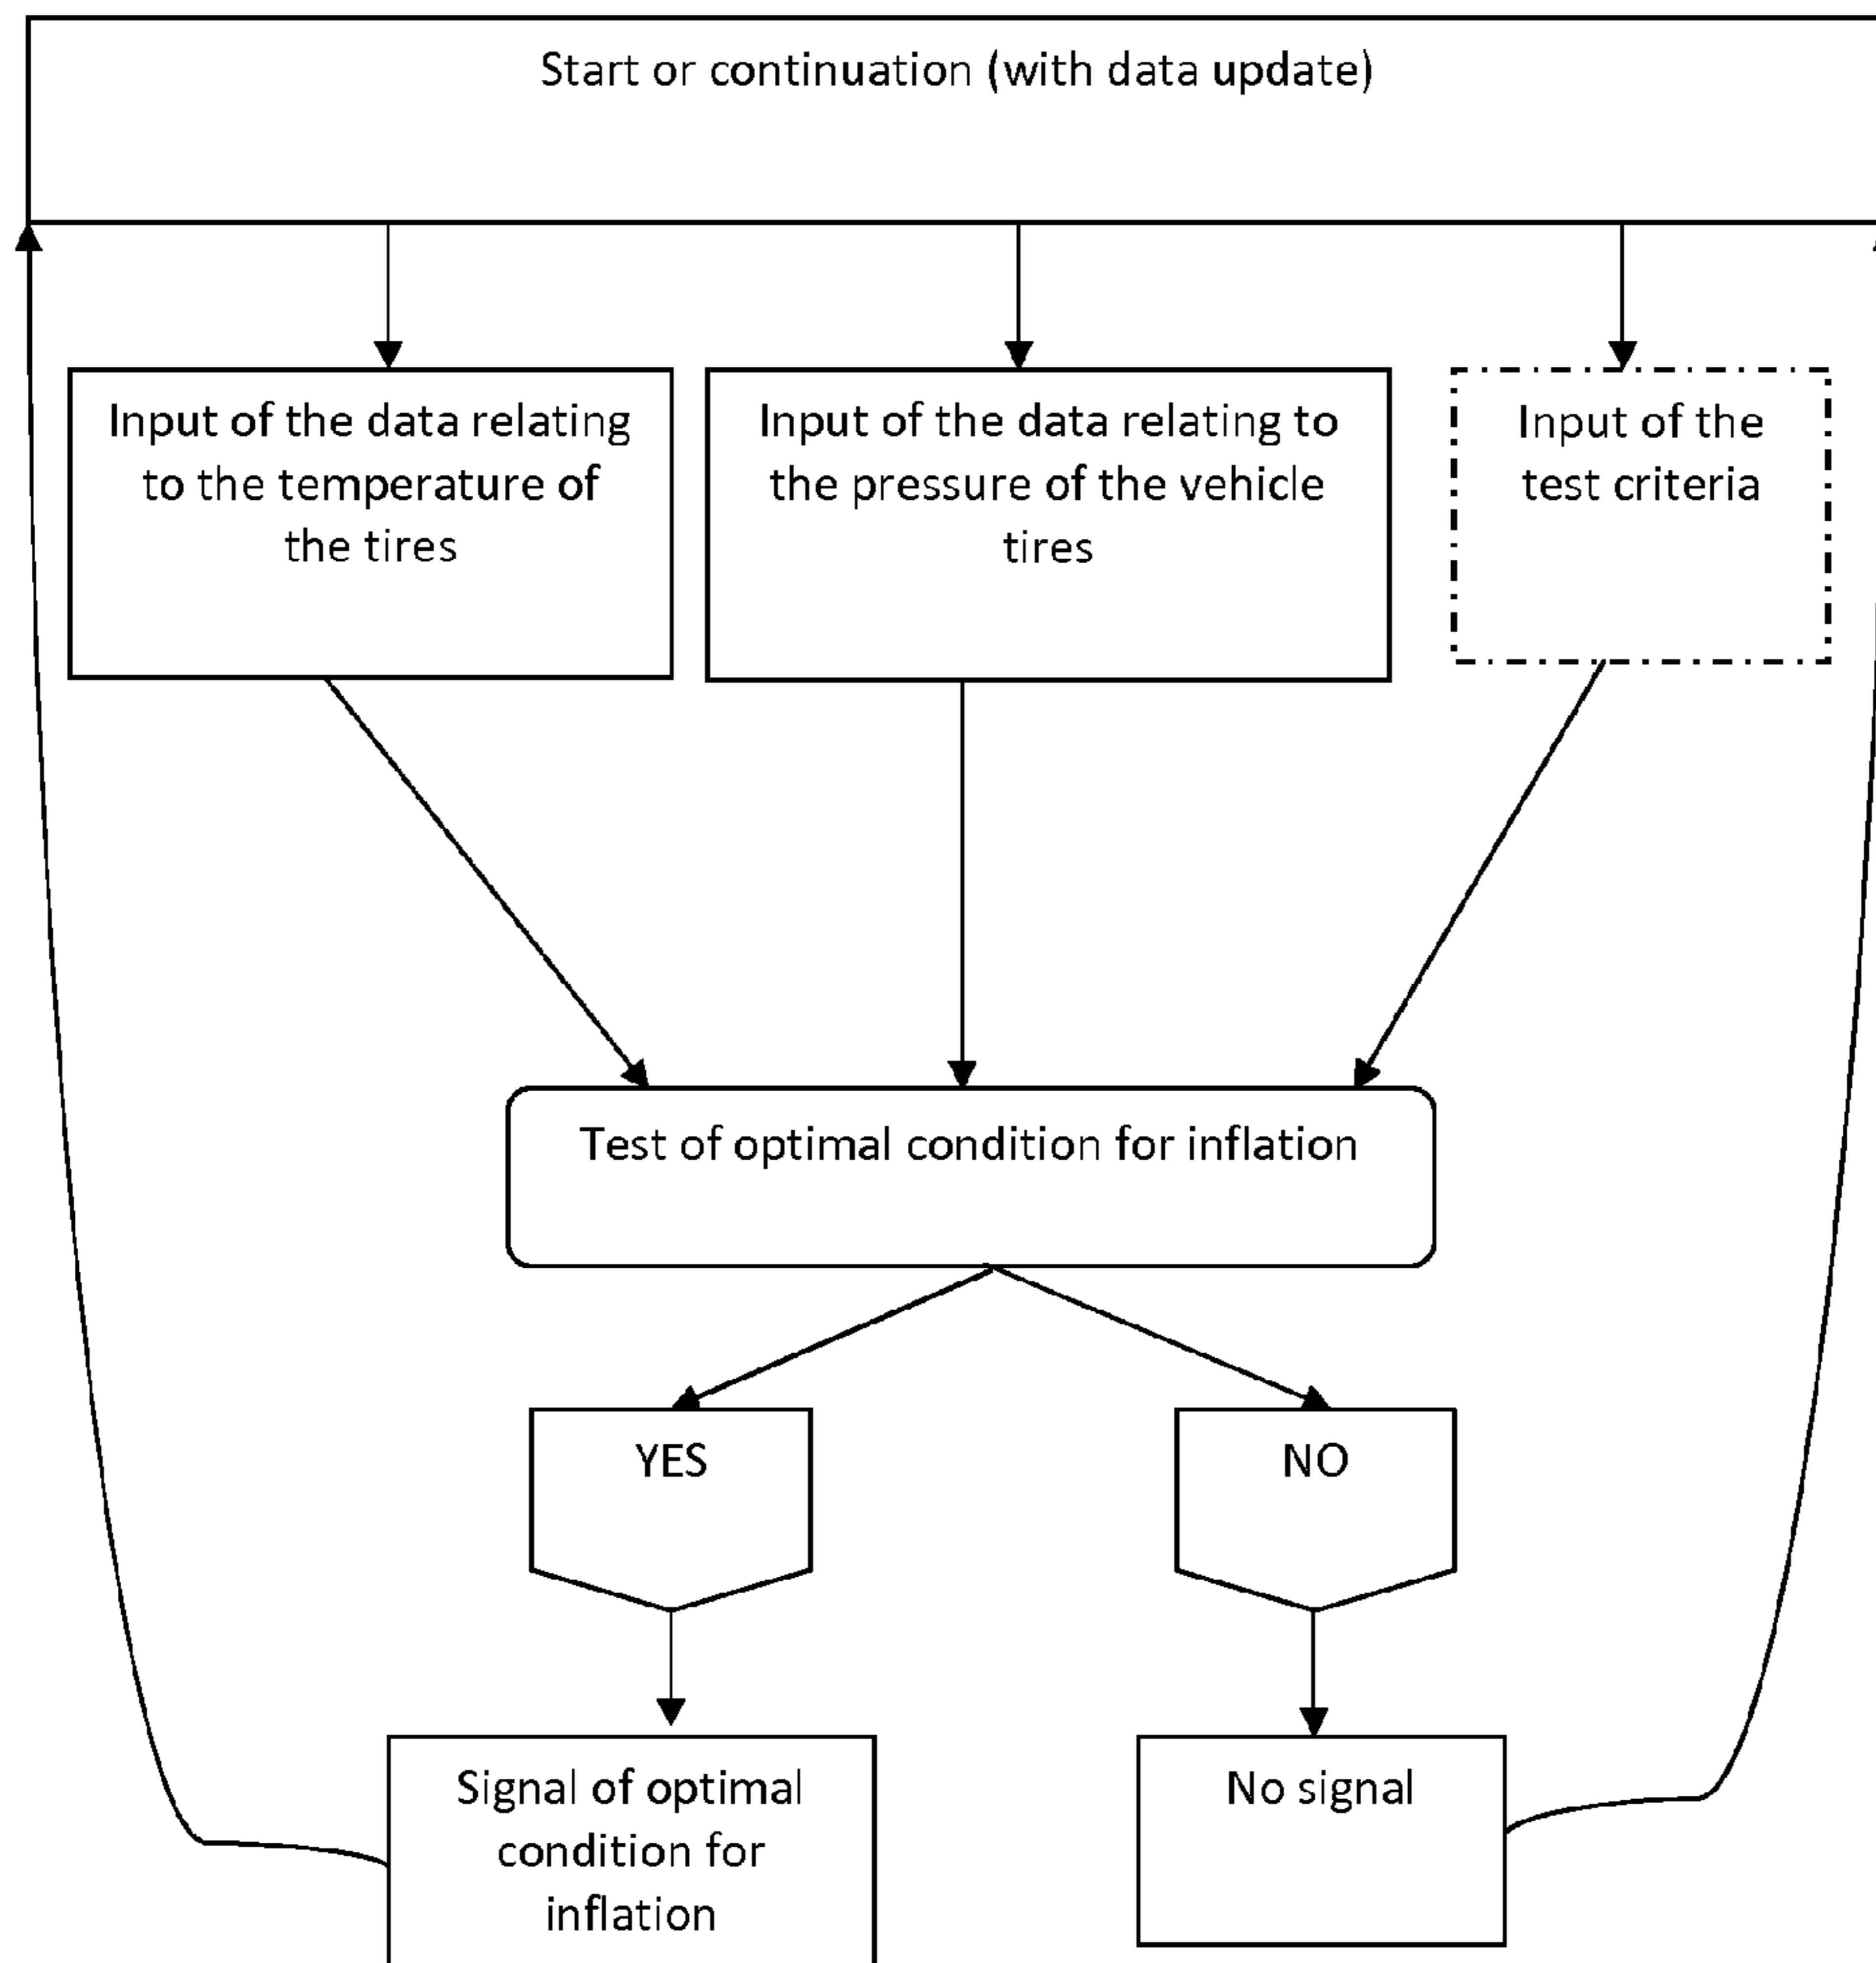 Start or continuation (with data update)
Input of the data relating
to the temperature of
the tires
Input of the data relating to
the pressure of the vehicle
tires
Input of the
test criteria
Test of optimal condition for inflation
YES
NO
Signal of optimal
condition for
inflation
No signal